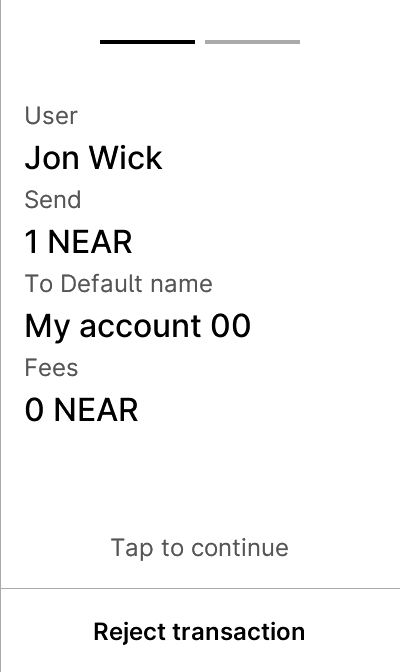 User
Jon Wick
Send
1 NEAR
To Default name
My account 00
Fees
0 NEAR
Tap to continue
Reject transaction